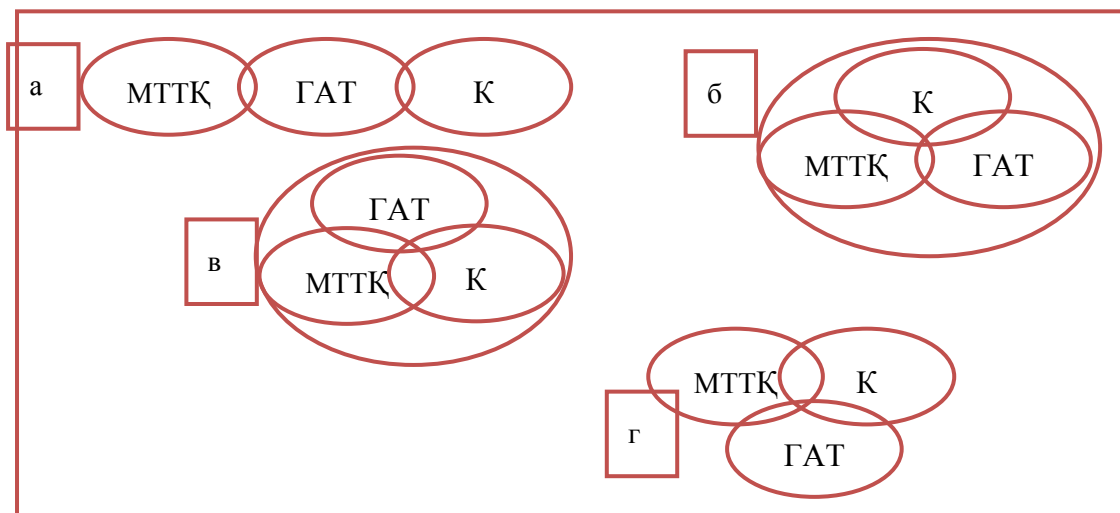 а
МТТҚ ГАТ К
б
К
МТТҚ ГАТ
в
ГАТ
МТТҚ К
г
МТТҚ К
ГАТ